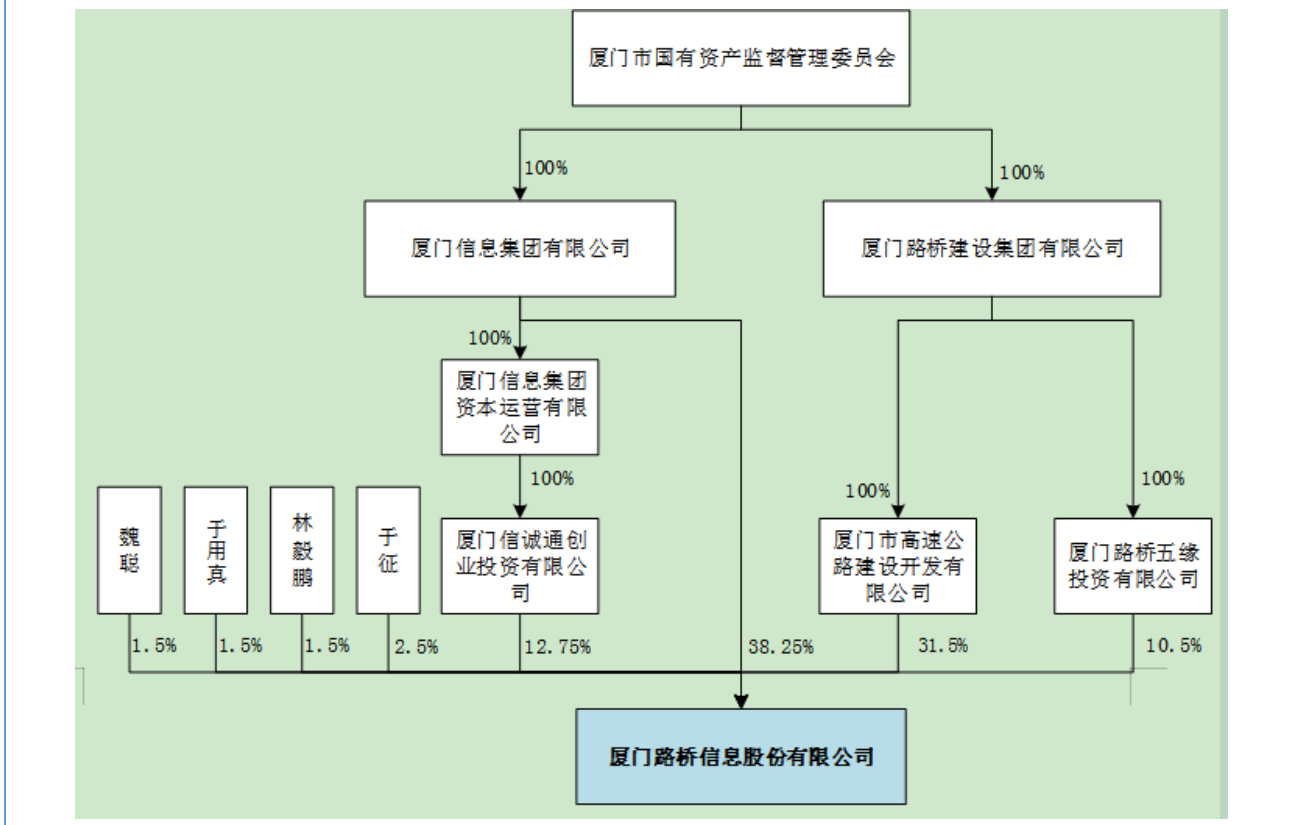 厦门市国有资产监督管理委员会
100%
100%
厦门信息集团有限公司
厦门路桥建设集团有限公司
100%
厦门信息集团
资本运营有限
公司
100%
100%
100%
魏聪
于用真
林毅鹏
于征
厦门信诚通创
业投资有限公
司
厦门市高速公
路建设开发有
限公司
厦门路桥五缘
投资有限公司
1.5%
1.5%
1.5%
2.5%
12.75%
38.25%
31.5%
10.5%
厦门路桥信息股份有限公司